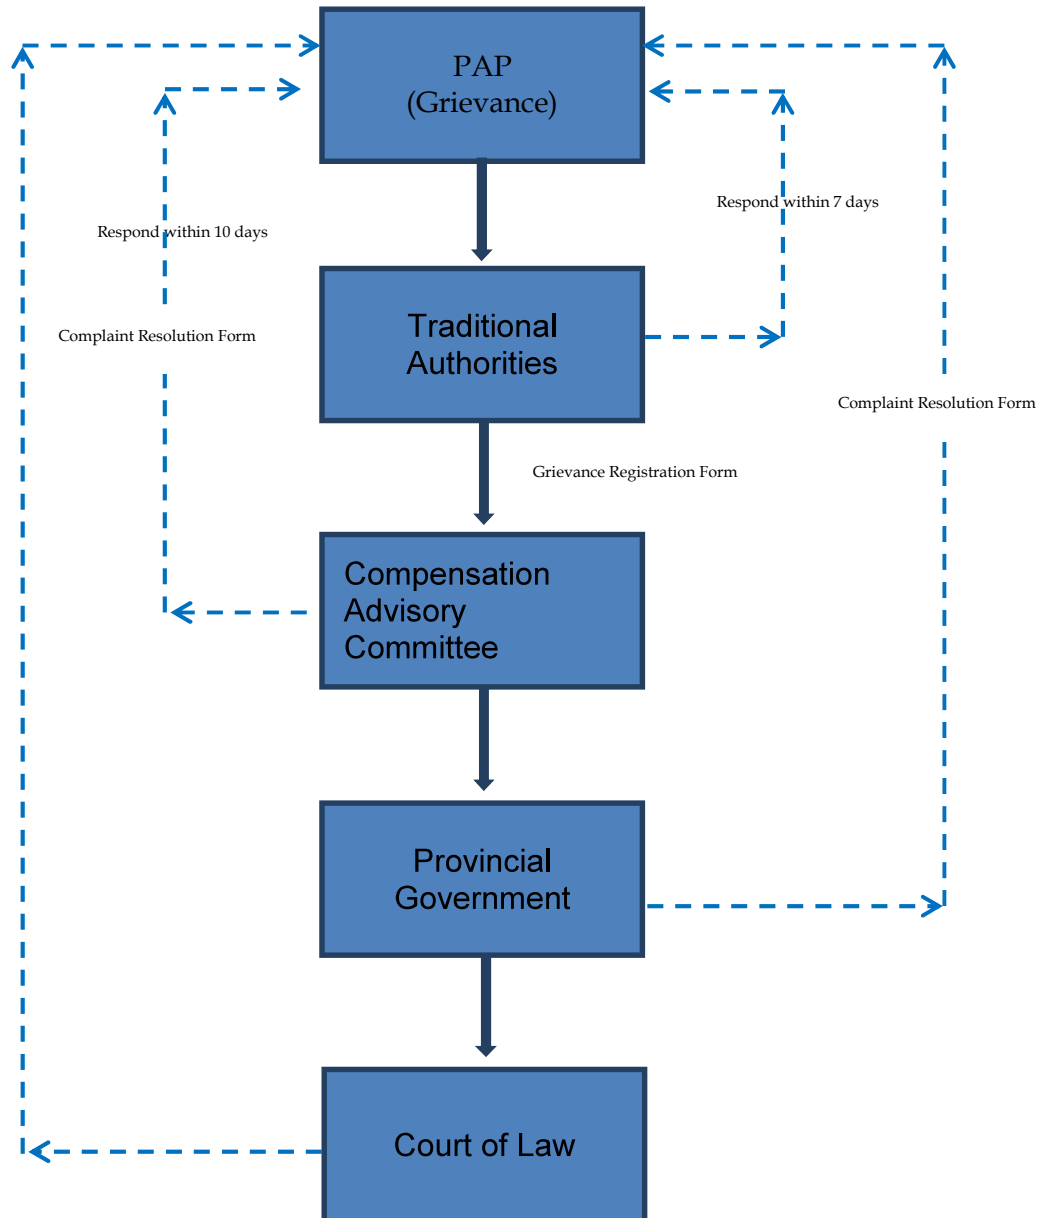 PAP
(Grievance)
Respond within 7 days
Respond within 10 days
Traditional
Authorities
Complaint Resolution Form
Complaint Resolution Form
Grievance Registration Form
Compensation
Advisory
Committee
Provincial
Government
Court of Law